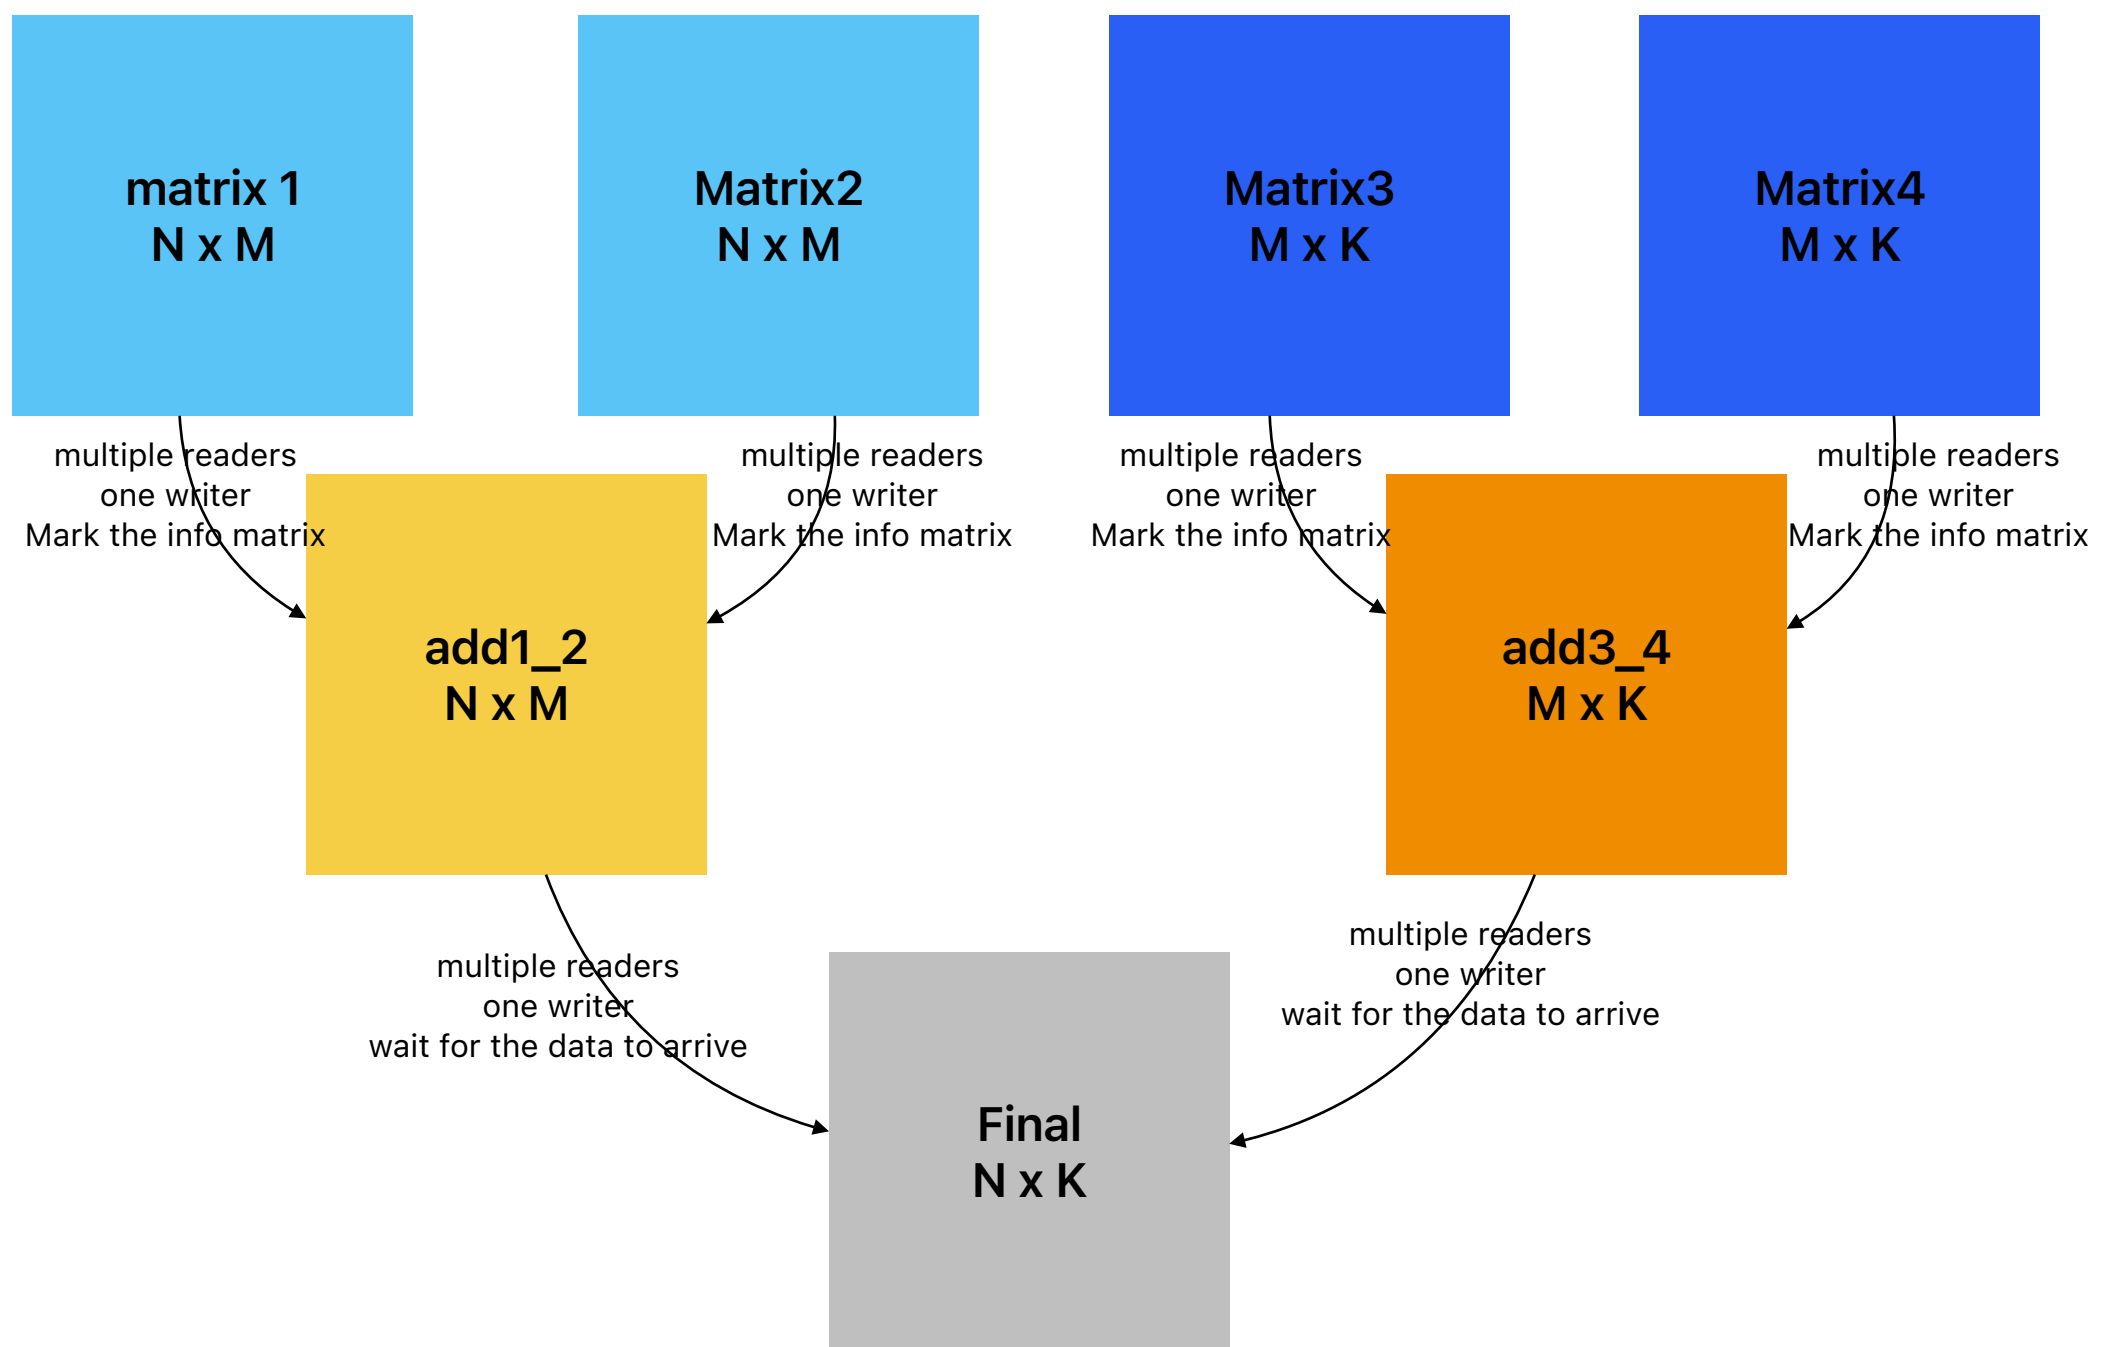 matrix 1
N x M
Matrix2
N x M
Matrix3
M x K
Matrix4
M x K
multiple readers
one writer
Mark the info matrix
multiple readers
one writer
Mark the info matrix
multiple readers
one writer
Mark the info matrix
multiple readers
one writer
Mark the info matrix
add1_2
N x M
add3_4
M x K
multiple readers
one writer
wait for the data to arrive
multiple readers
one writer
wait for the data to arrive
Final
N x K